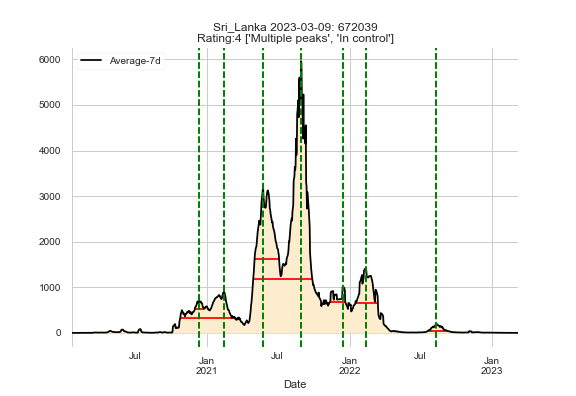 Sri_Lanka 2023-03-09: 672039
Rating:4 ['Multiple peaks', 'In control']
Average-7d
6000
5000
4000
3000
2000
1000
0
Jul
Jan
2021
Jul
Jan
2022
Jul
Jan
2023
Date